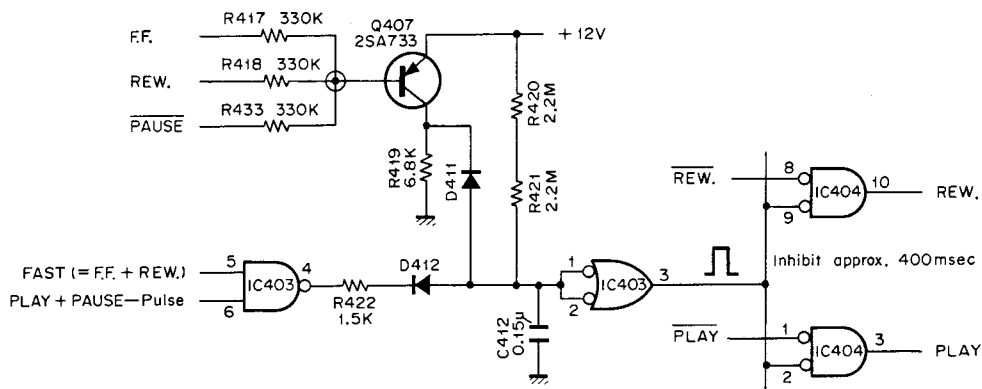 F.F.
R417 330K
REW.
R418 330K
PAUSE
R433 330K
Q407
2SA733
+12V
R419
6.8K
D411
R420
2.2M
R421
2.2M
FAST (= F.F. + REW.)
PLAY + PAUSE-Pulse
5
6
IC403
4
R422
1.5K
D412
C412
0.15μ
1
2
IC403
3
Inhibit approx. 400msec
REW.
8
9
IC404
10
REW.
PLAY
1
2
IC404
3
PLAY